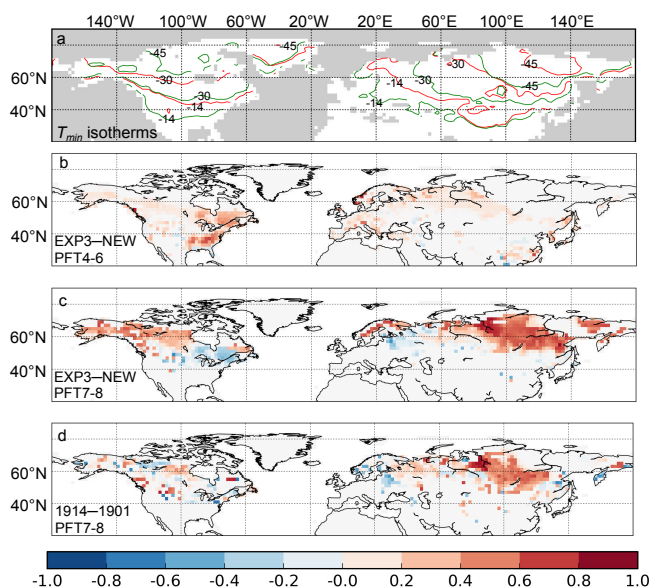 140°W 100°W 60°W 20°E 60°E 100°E 140°E
a
-45 -45 -45
60°N -30 -30 -30 -45
-14 -14
40°N -14 -14
Tmin isotherms
b
60°N
40°N
EXP3—NEW
PFT4-6
c
60°N
40°N
EXP3—NEW
PFT7-8
d
60°N
40°N
1914—1901
PFT7-8
-1.0 -0.8 -0.6 -0.4 -0.2 -0.0 0.2 0.4 0.6 0.8 1.0